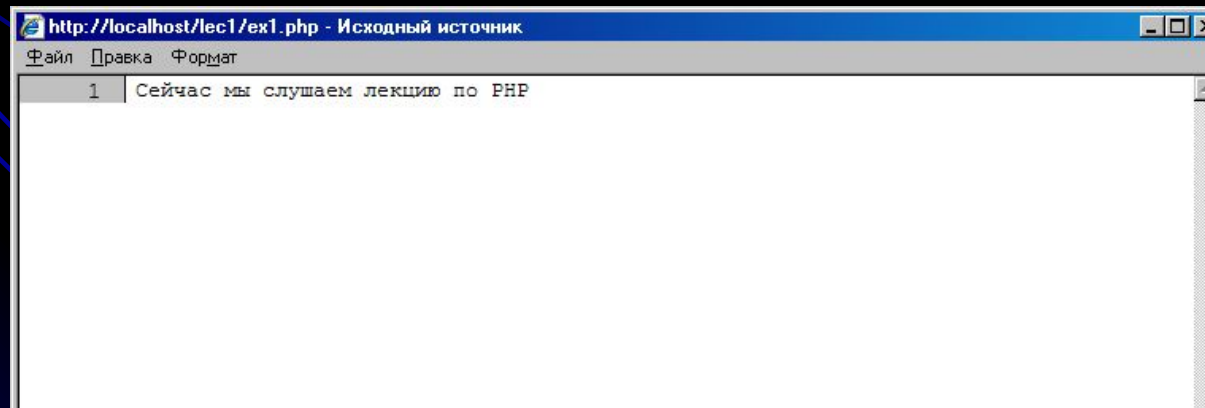 http://localhost/lec1/ex1.php - Исходный источник
Файл Правка Формат
1 Сейчас мы слушаем лекцию по PHP